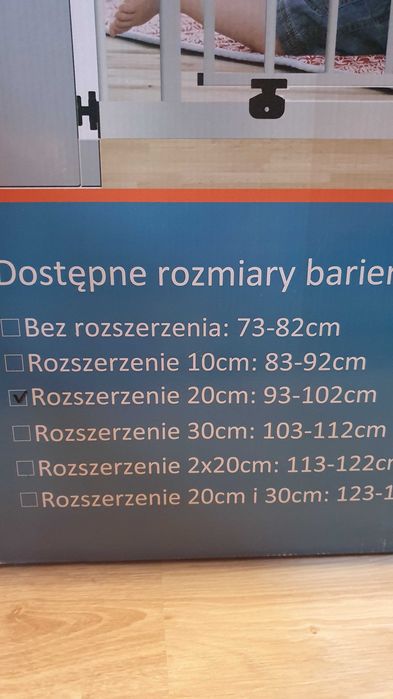 Dostępne rozmiary barier
Bez rozszerzenia: 73-82cm
Rozszerzenie 10cm: 83-92cm
Rozszerzenie 20cm: 93-102cm
Rozszerzenie 30cm: 103-112cm
Rozszerzenie 2x20cm: 113-122cm
Rozszerzenie 20cm i 30cm: 123-1